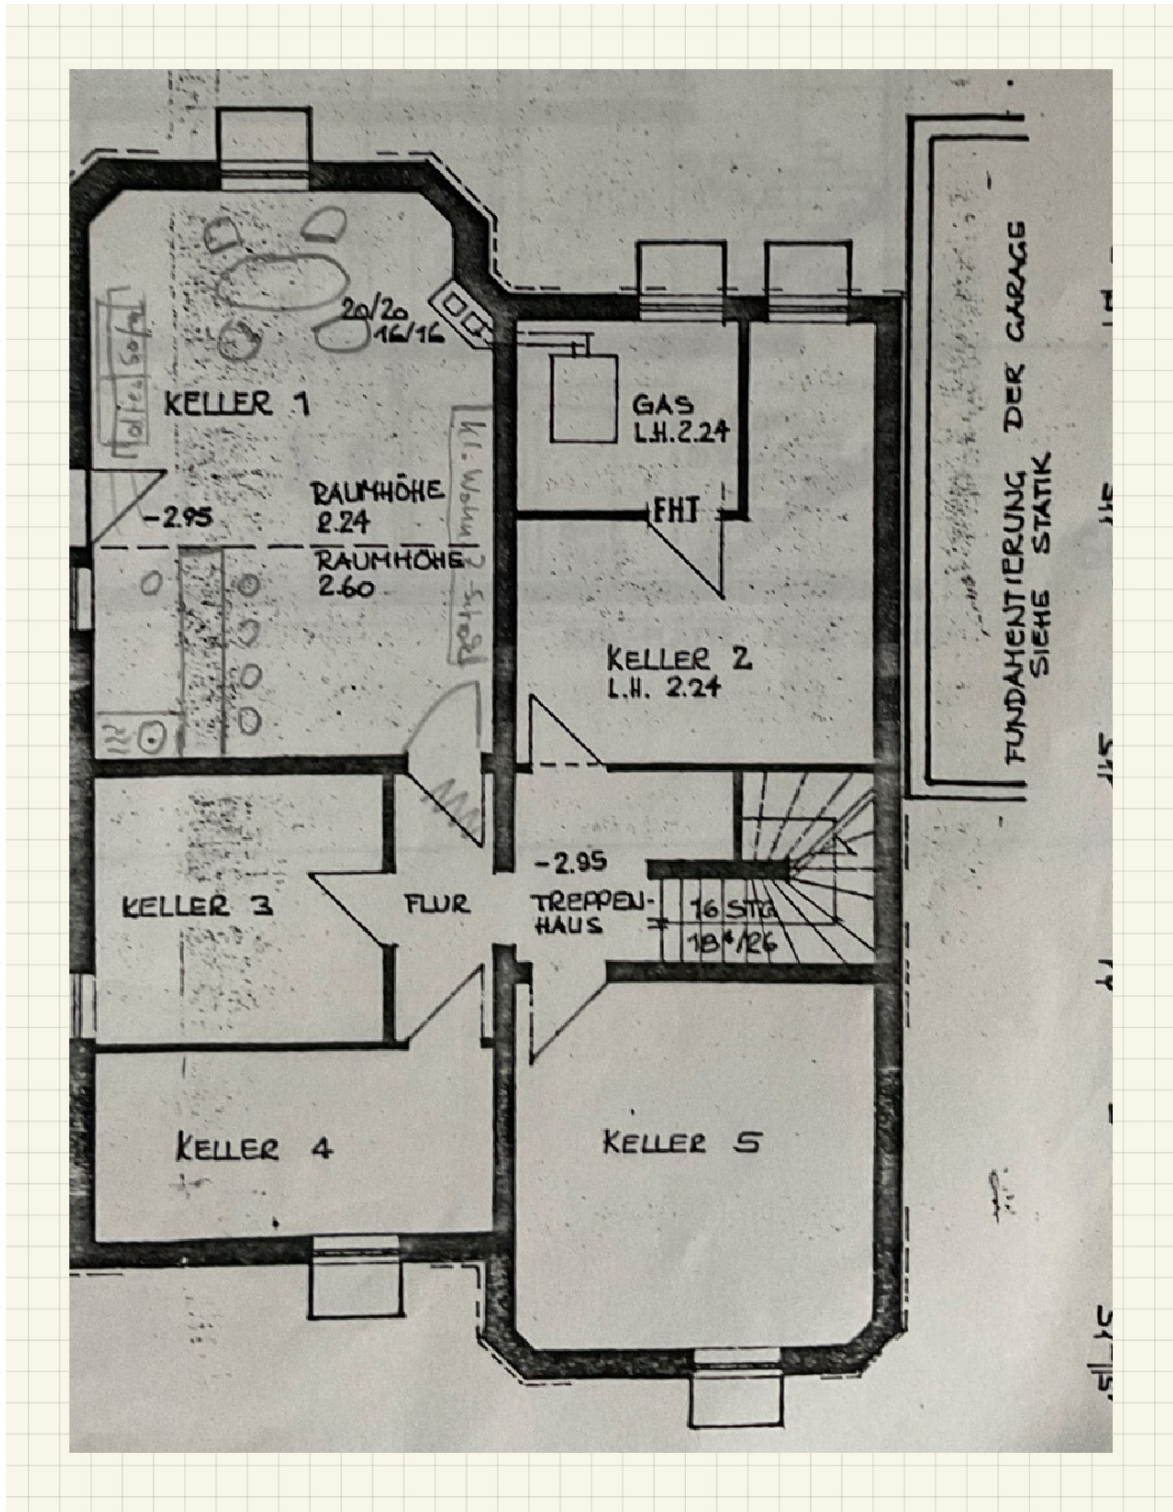 20/20
16/16
KELLER 1
GAS
L.H. 2.24
RAUMHÖHE
2.24
-2.95
FHT
RAUMHÖHE
2.60
KELLER 2
L.H. 2.24
-2.95
KELLER 3
FLUR
TREPPEN-
HAUS
16 STG
KELLER 4
KELLER 5
FUNDAMENTIERUNG DER GARAGE
SIEHE STATIK